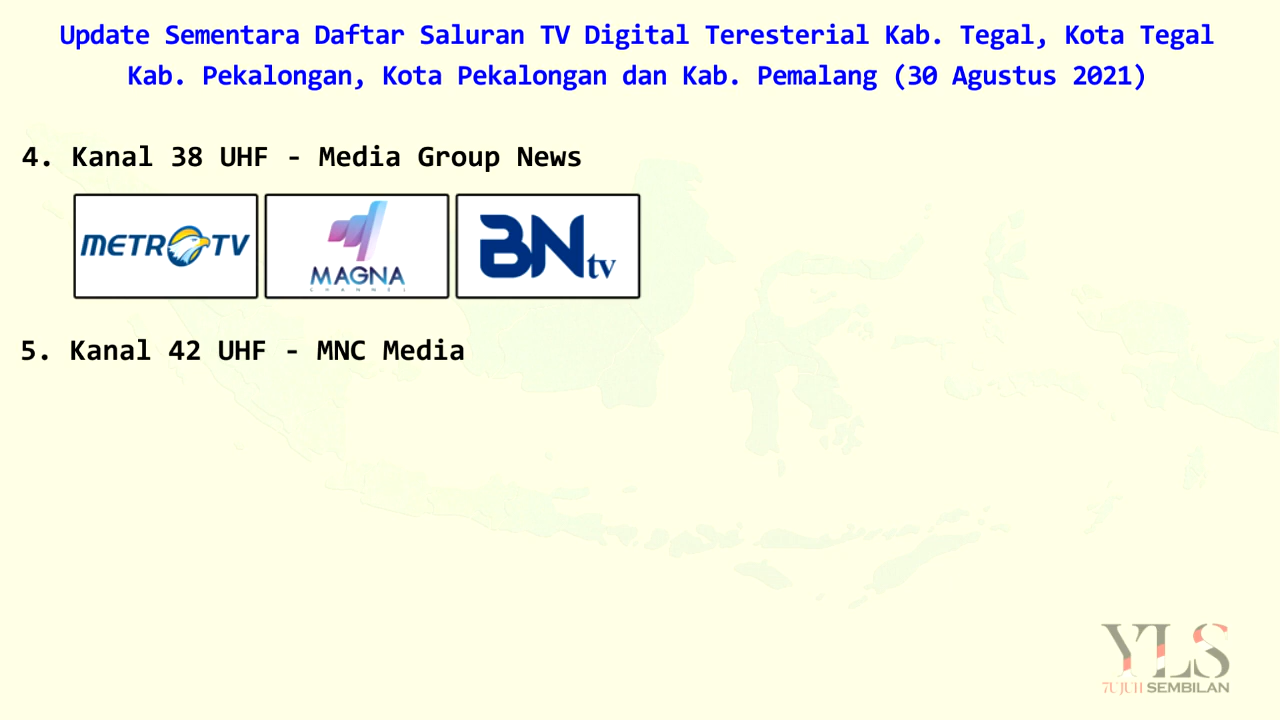 Update Sementara Daftar Saluran TV Digital Teresterial Kab. Tegal, Kota Tegal
Kab. Pekalongan, Kota Pekalongan dan Kab. Pemalang (30 Agustus 2021)
4. Kanal 38 UHF - Media Group News
METRO TV
MAGNA
CHANNEL
BNtv
5. Kanal 42 UHF - MNC Media
YLS
7UJUH SEMBILAN